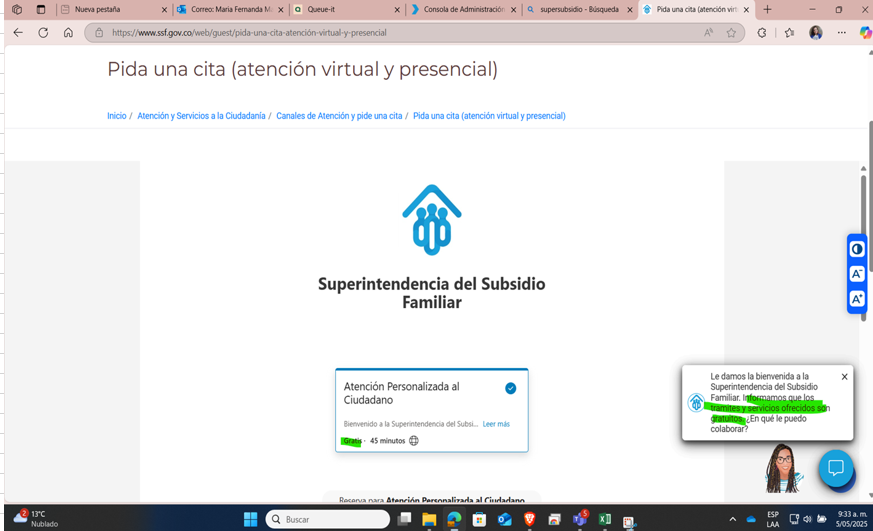 Nueva pestaña
Correo: Maria Fernanda M
Queue-it
Consola de Administración
supersubsidio - Búsqueda
Pida una cita (atención virt
https://www.ssf.gov.co/web/guest/pida-una-cita-atención-virtual-y-presencial
Pida una cita (atención virtual y presencial)
Inicio / Atención y Servicios a la Ciudadanía / Canales de Atención y pide una cita / Pida una cita (atención virtual y presencial)
Superintendencia del Subsidio
Familiar
Atención Personalizada al
Ciudadano
Bienvenido a la Superintendencia del Subsi... Leer más
Gratis · 45 minutos
Reserva para Atención Personalizada al Ciudadano
A-
A+
Le damos la bienvenida a la
Superintendencia del Subsidio
Familiar. Informamos que los
trámites y servicios ofrecidos son
gratuitos. ¿En qué le puedo
colaborar?
2
13°C
Nublado
Buscar
5
ESP
LAA
9:33 a. m.
5/05/2025